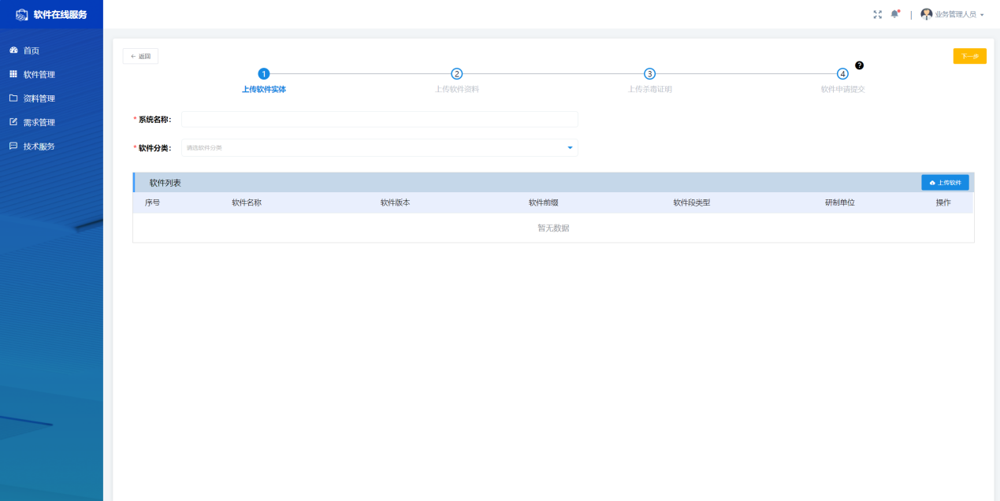 软件在线服务
业务管理人员
首页
软件管理
资料管理
需求管理
技术服务
← 返回
下一步
1
2
3
4
?
上传软件实体
上传软件资料
上传杀毒证明
软件申请提交
* 系统名称:
* 软件分类:
请选软件分类
软件列表
上传软件
序号 软件名称 软件版本 软件前缀 软件段类型 研制单位 操作
暂无数据